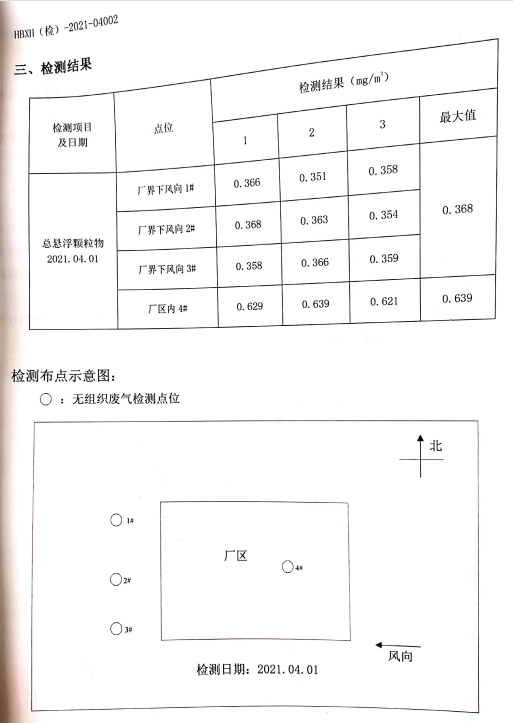 HBXH（检）-2021-04002
三、检测结果
检测项目及日期 点位 检测结果（mg/m³）
1 2 3 最大值
总悬浮颗粒物 2021.04.01
厂界下风向 1# 0.366 0.351 0.358 0.368
厂界下风向 2# 0.368 0.363 0.354
厂界下风向 3# 0.358 0.366 0.359
厂区内 4# 0.629 0.639 0.621 0.639
检测布点示意图：
○ ：无组织废气检测点位
北
1#
厂区
4#
2#
3#
风向
检测日期：2021.04.01